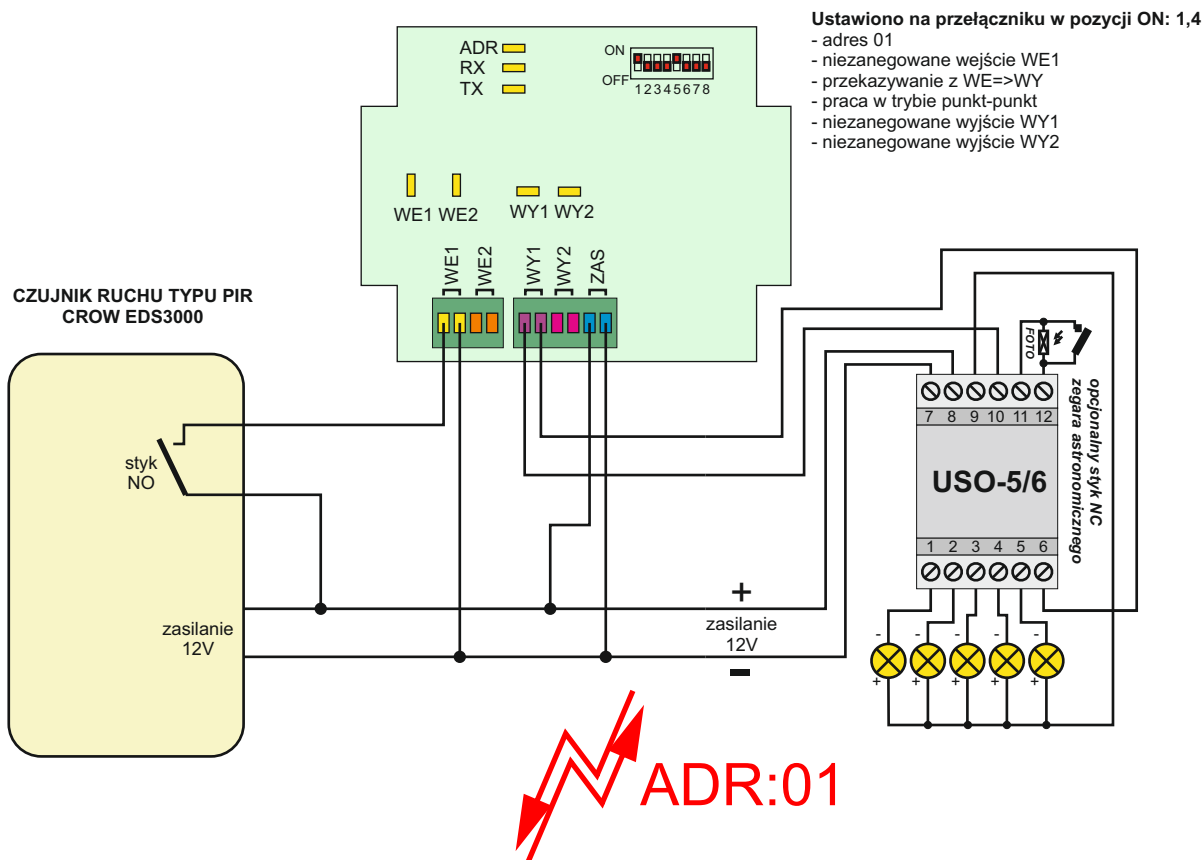 Ustawiono na przełączniku w pozycji ON: 1,4
- adres 01
- niezanegowane wejście WE1
- przekazywanie z WE=>WY
- praca w trybie punkt-punkt
- niezanegowane wyjście WY1
- niezanegowane wyjście WY2
ADR
RX
TX
ON
OFF
12345678
WE1 WE2
WY1 WY2
WE1
WE2
WY1
WY2
ZAS
CZUJNIK RUCHU TYPU PIR
CROW EDS3000
styk
NO
zasilanie
12V
+
zasilanie
12V
-
FOTO
opcjonalny styk NC
zegara astronomicznego
7 8 9 10 11 12
USO-5/6
1 2 3 4 5 6
- - - - -
+ + + + +
ADR:01